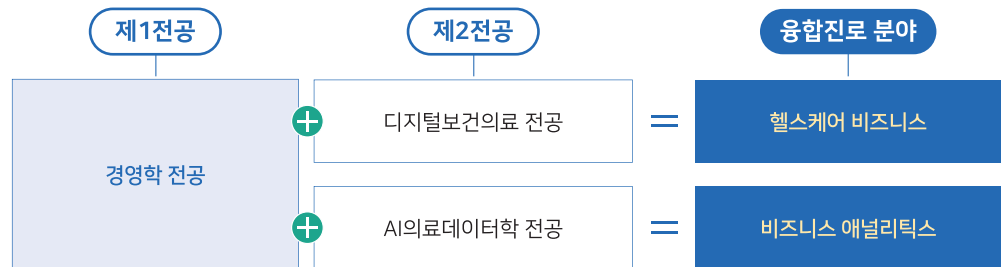 제1전공
제2전공
융합진로 분야
경영학 전공
디지털보건의료 전공
헬스케어 비즈니스
AI의료데이터학 전공
비즈니스 애널리틱스